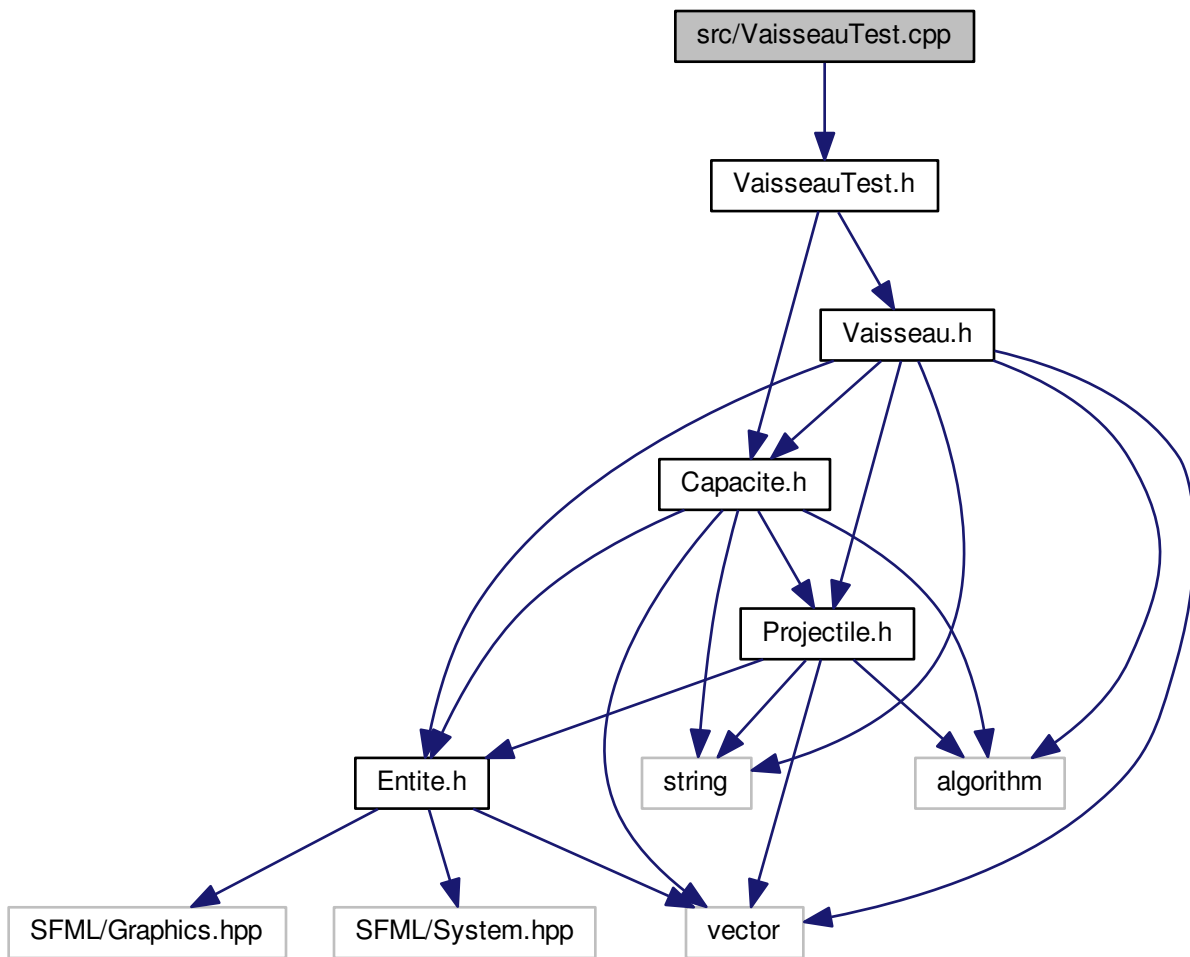 src/VaisseauTest.cpp
VaisseauTest.h
Vaisseau.h
Capacite.h
Projectile.h
Entite.h
string
algorithm
SFML/Graphics.hpp
SFML/System.hpp
vector